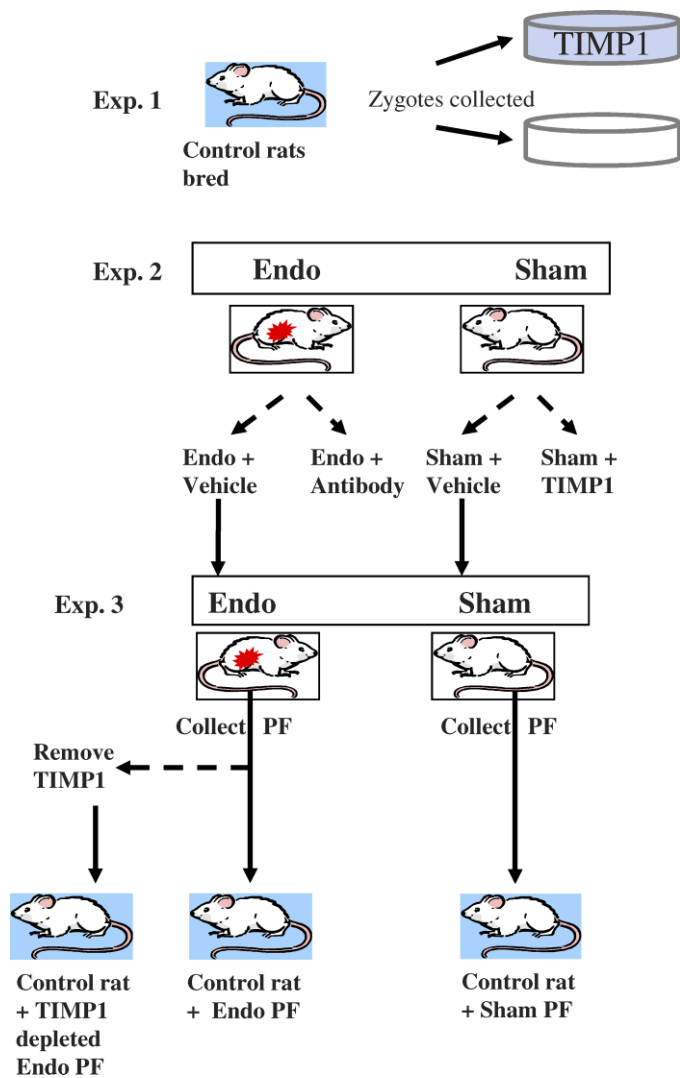 TIMP1
Exp. 1
Zygotes collected
Control rats
bred
Exp. 2
Endo
Sham
Endo +
Vehicle
Endo +
Antibody
Sham +
Vehicle
Sham +
TIMP1
Exp. 3
Endo
Sham
Collect PF
Collect PF
Remove
TIMP1
Control rat
+ TIMP1
depleted
Endo PF
Control rat
+ Endo PF
Control rat
+ Sham PF